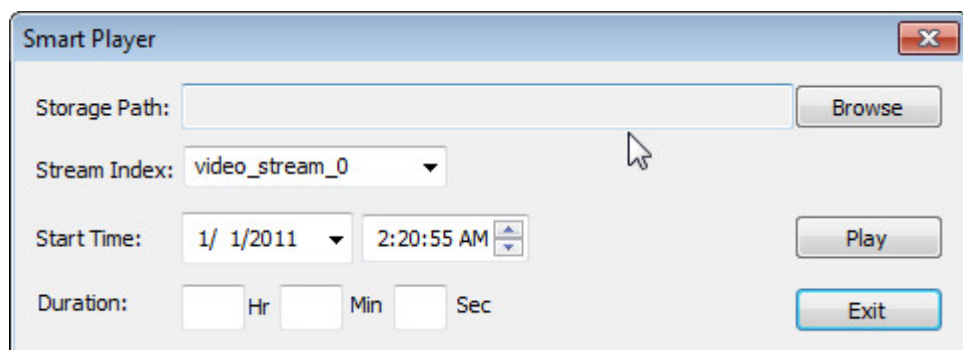 Smart Player
Storage Path: Browse
Stream Index: video_stream_0
Start Time: 1/ 1/2011 2:20:55 AM Play
Duration: Hr Min Sec Exit